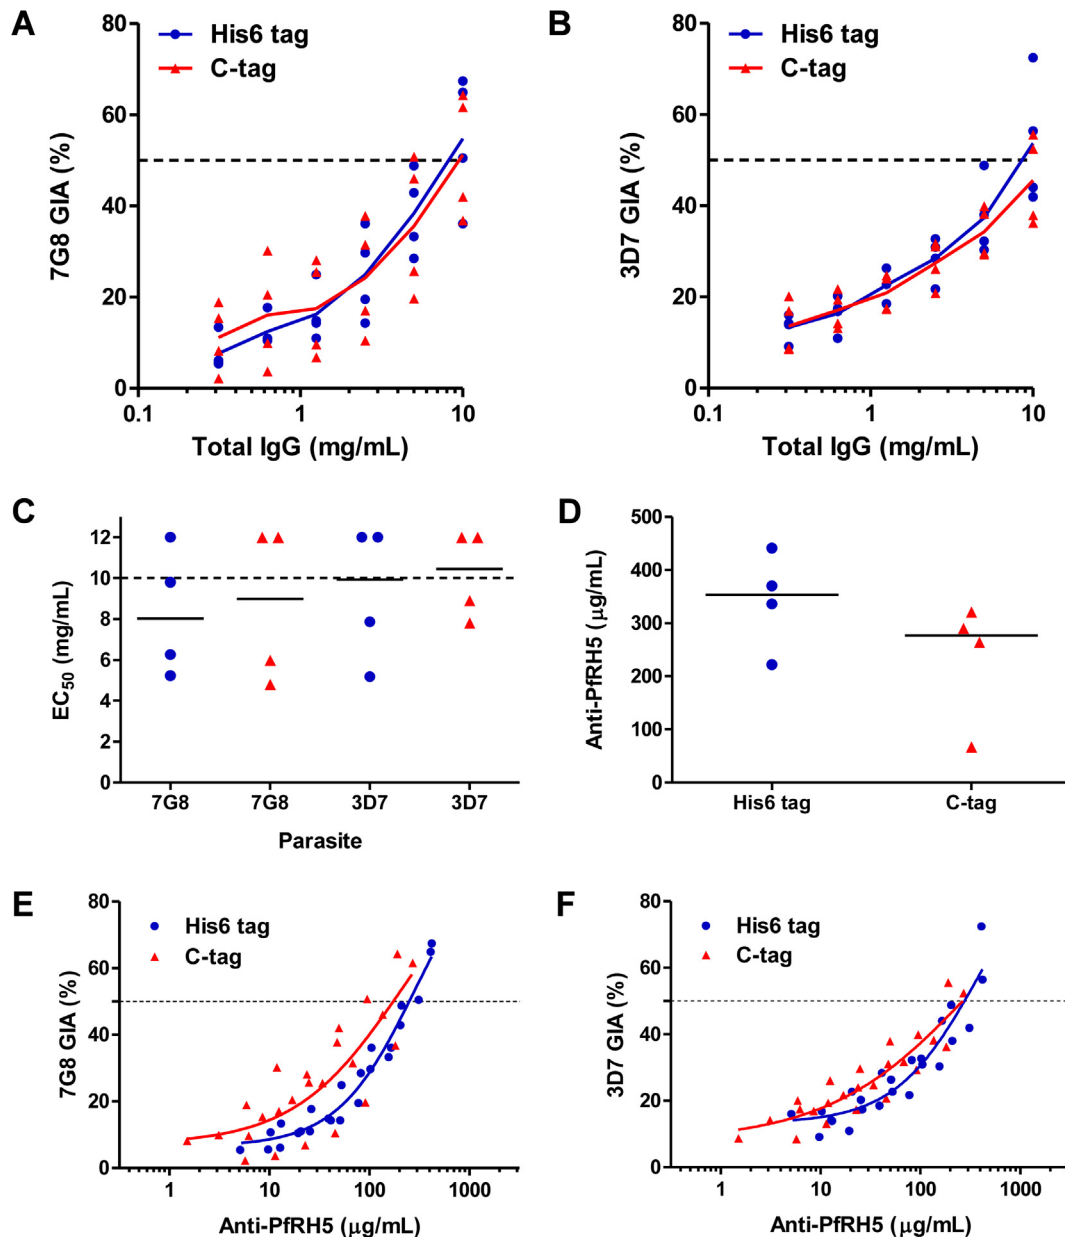 A
80
60
40
20
0
7G8 GIA (%)
His6 tag
C-tag
0.1
1
10
Total IgG (mg/mL)
B
80
60
40
20
0
3D7 GIA (%)
His6 tag
C-tag
0.1
1
10
Total IgG (mg/mL)
C
12
10
8
6
4
2
0
EC50 (mg/mL)
7G8
7G8
3D7
3D7
Parasite
D
500
400
300
200
100
0
Anti-PfRH5 (μg/mL)
His6 tag
C-tag
E
80
60
40
20
0
7G8 GIA (%)
His6 tag
C-tag
1
10
100
1000
Anti-PfRH5 (μg/mL)
F
80
60
40
20
0
3D7 GIA (%)
His6 tag
C-tag
1
10
100
1000
Anti-PfRH5 (μg/mL)